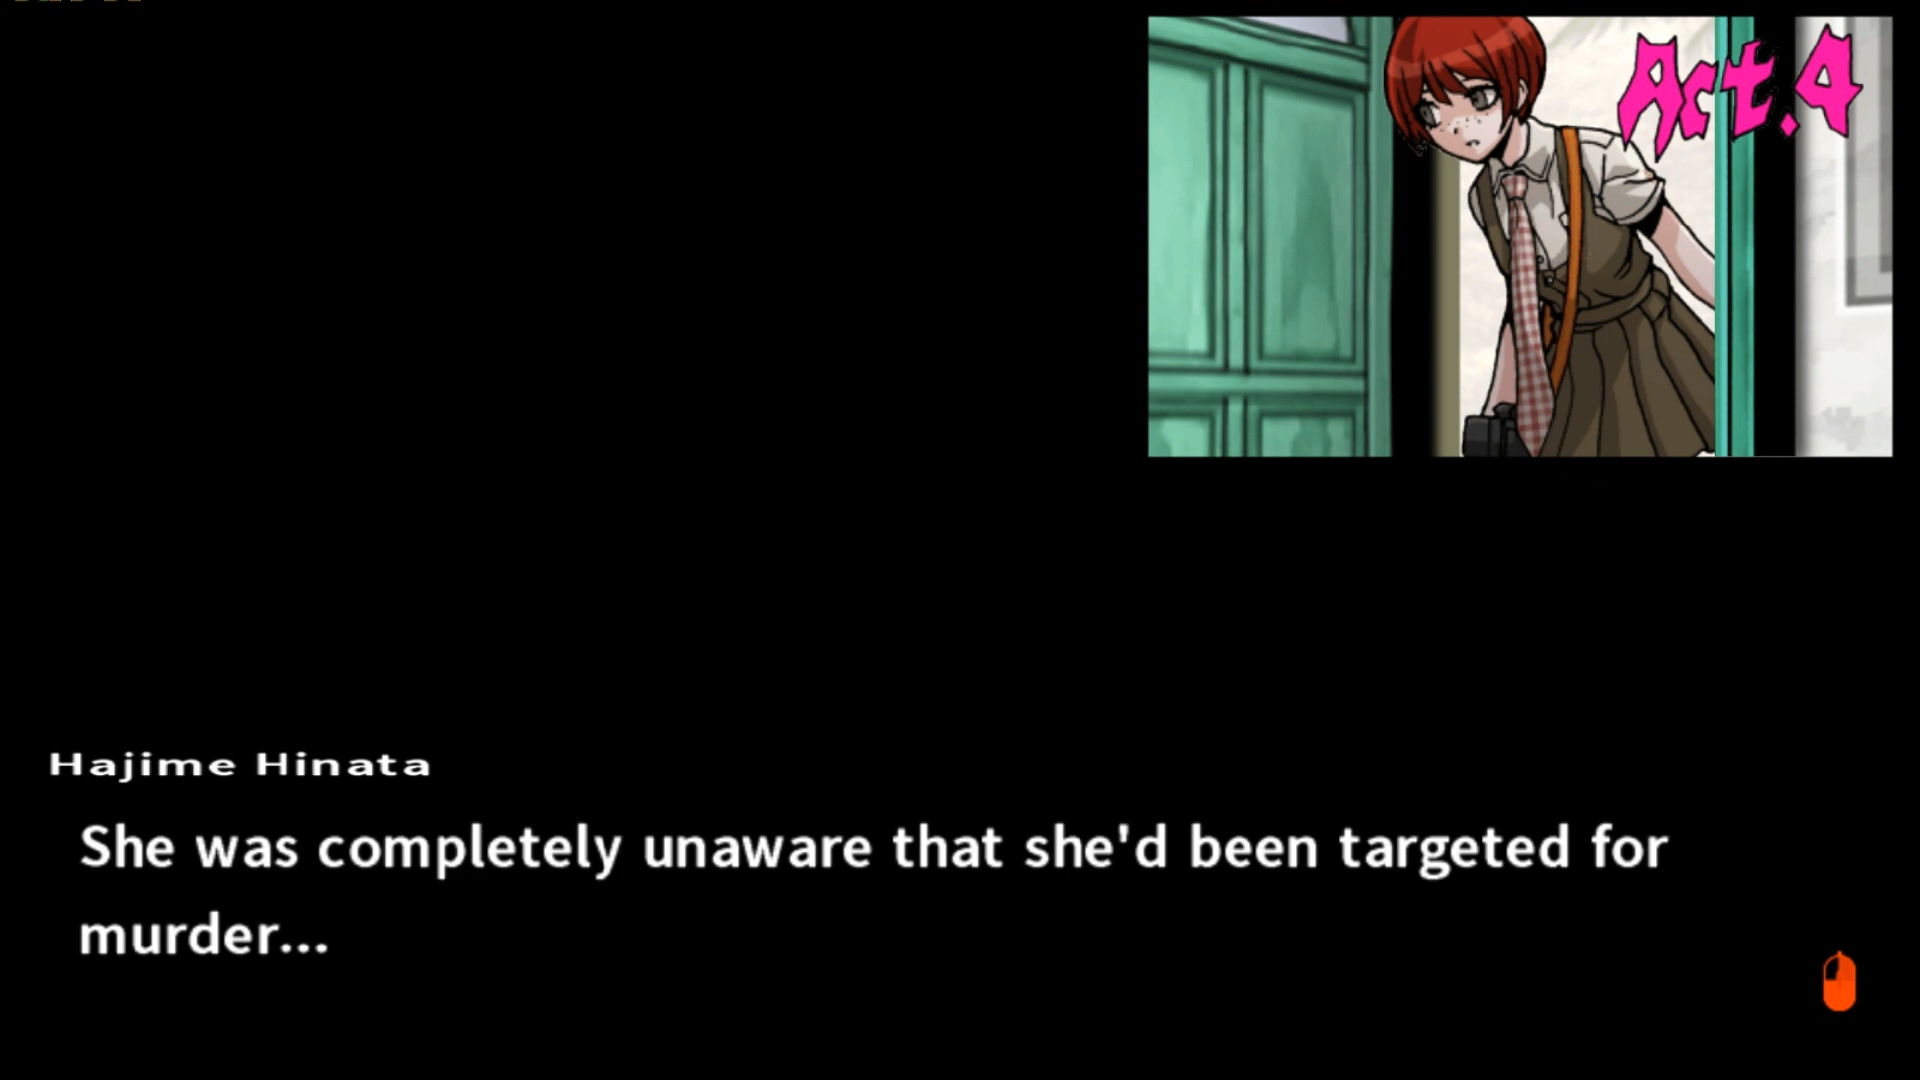 Act.4
Hajime Hinata
She was completely unaware that she'd been targeted for
murder...